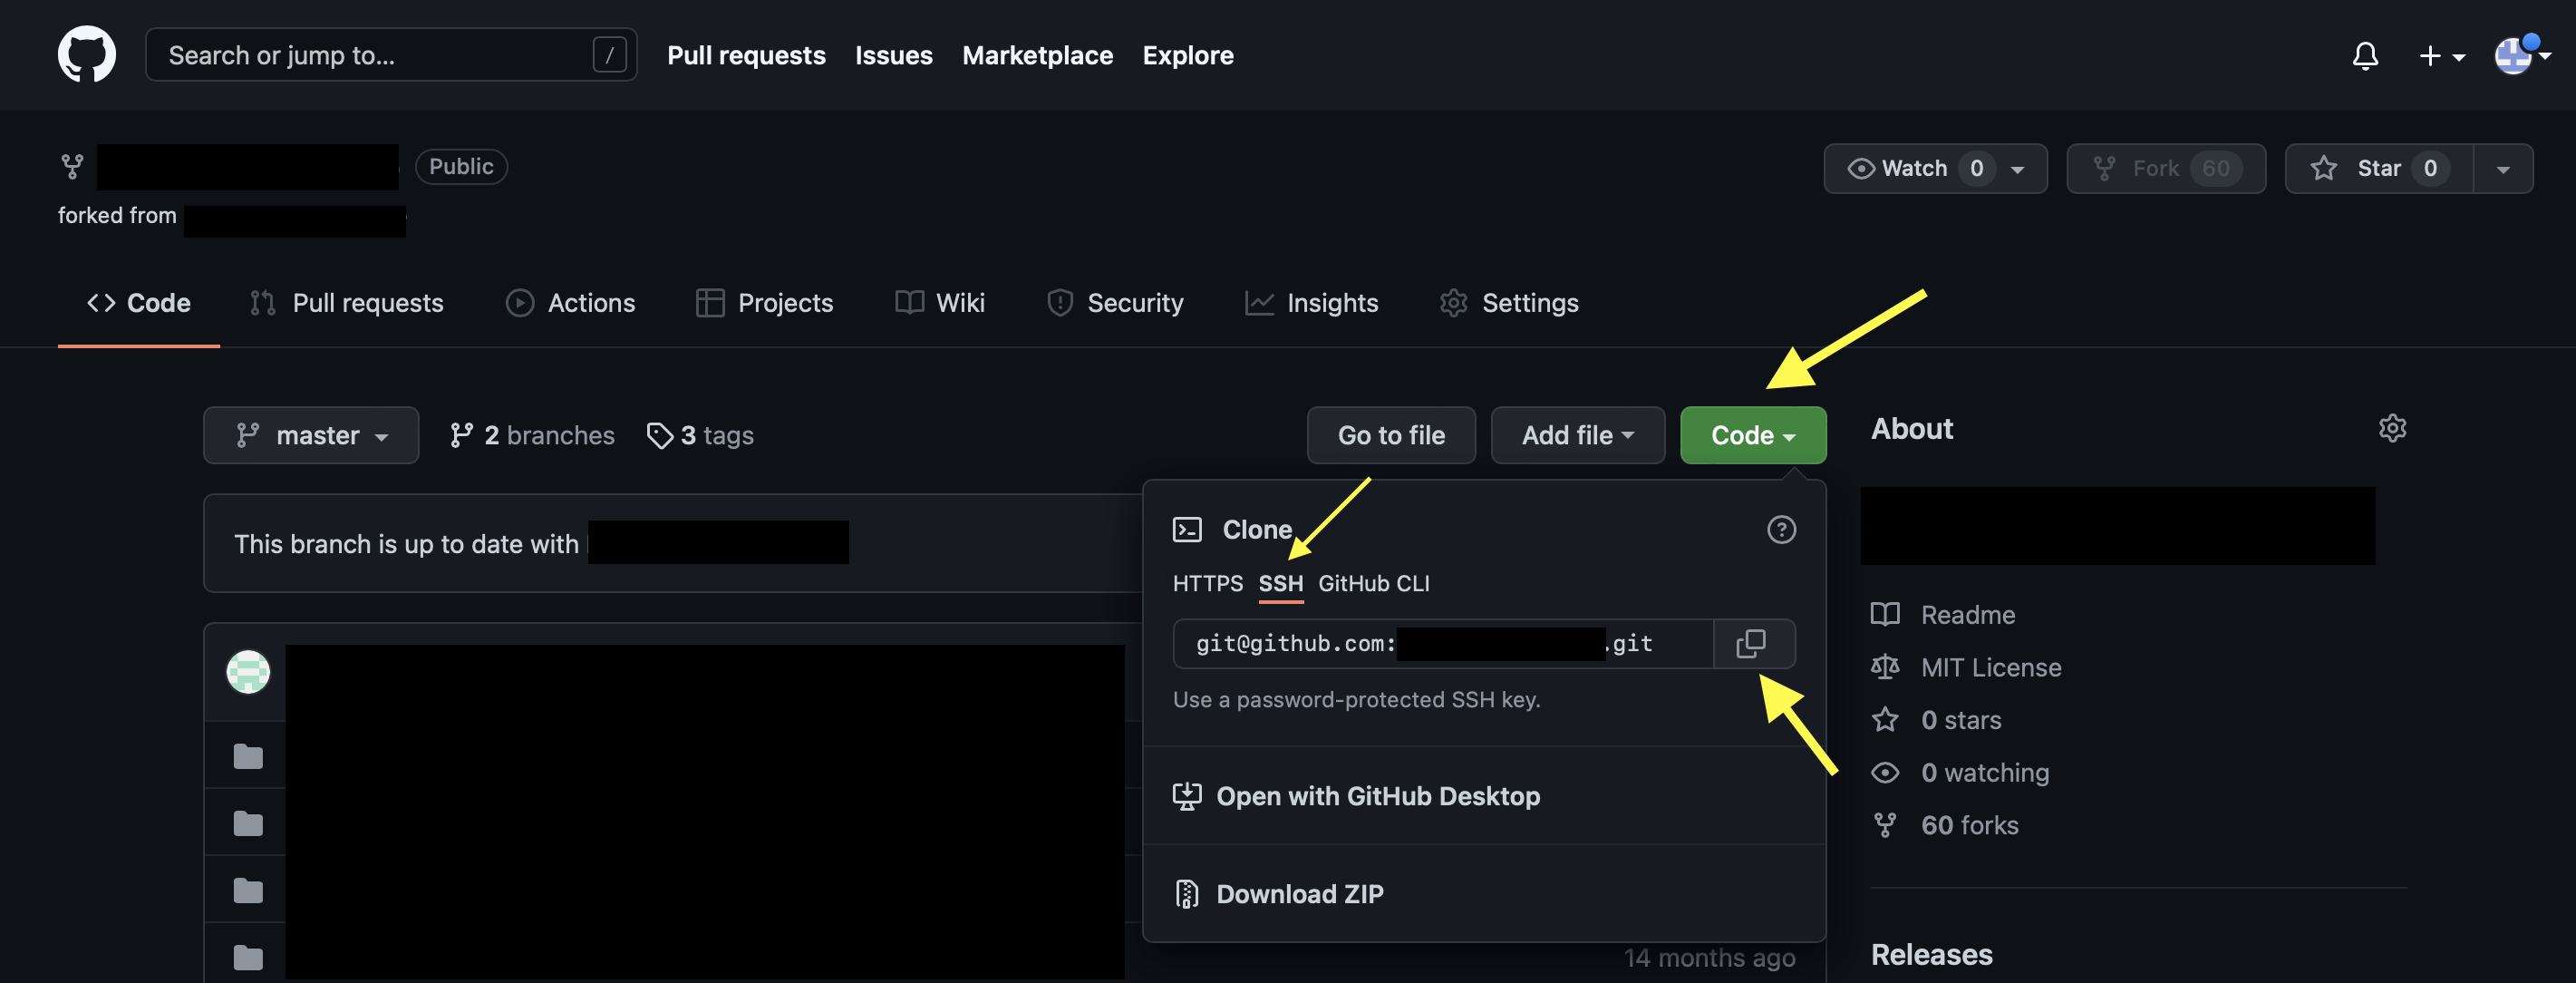 Search or jump to... /
Pull requests Issues Marketplace Explore
Public
Watch 0 Fork 60 Star 0
forked from
Code Pull requests Actions Projects Wiki Security Insights Settings
master 2 branches 3 tags Go to file Add file Code
About
This branch is up to date with
Clone
HTTPS SSH GitHub CLI
git@github.com: .git
Use a password-protected SSH key.
Open with GitHub Desktop
Download ZIP
14 months ago
Readme
MIT License
0 stars
0 watching
60 forks
Releases